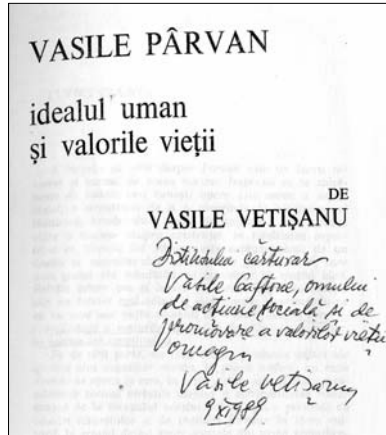 VASILE PÂRVAN
idealul uman
și valorile vieții
DE
VASILE VETIȘANU
Distinsului cărturar
Vasile Gaftone, omului
de acțiune socială și de
promovare a valorilor vieții
omagiu
Vasile Vetișanu
9 XI 1989